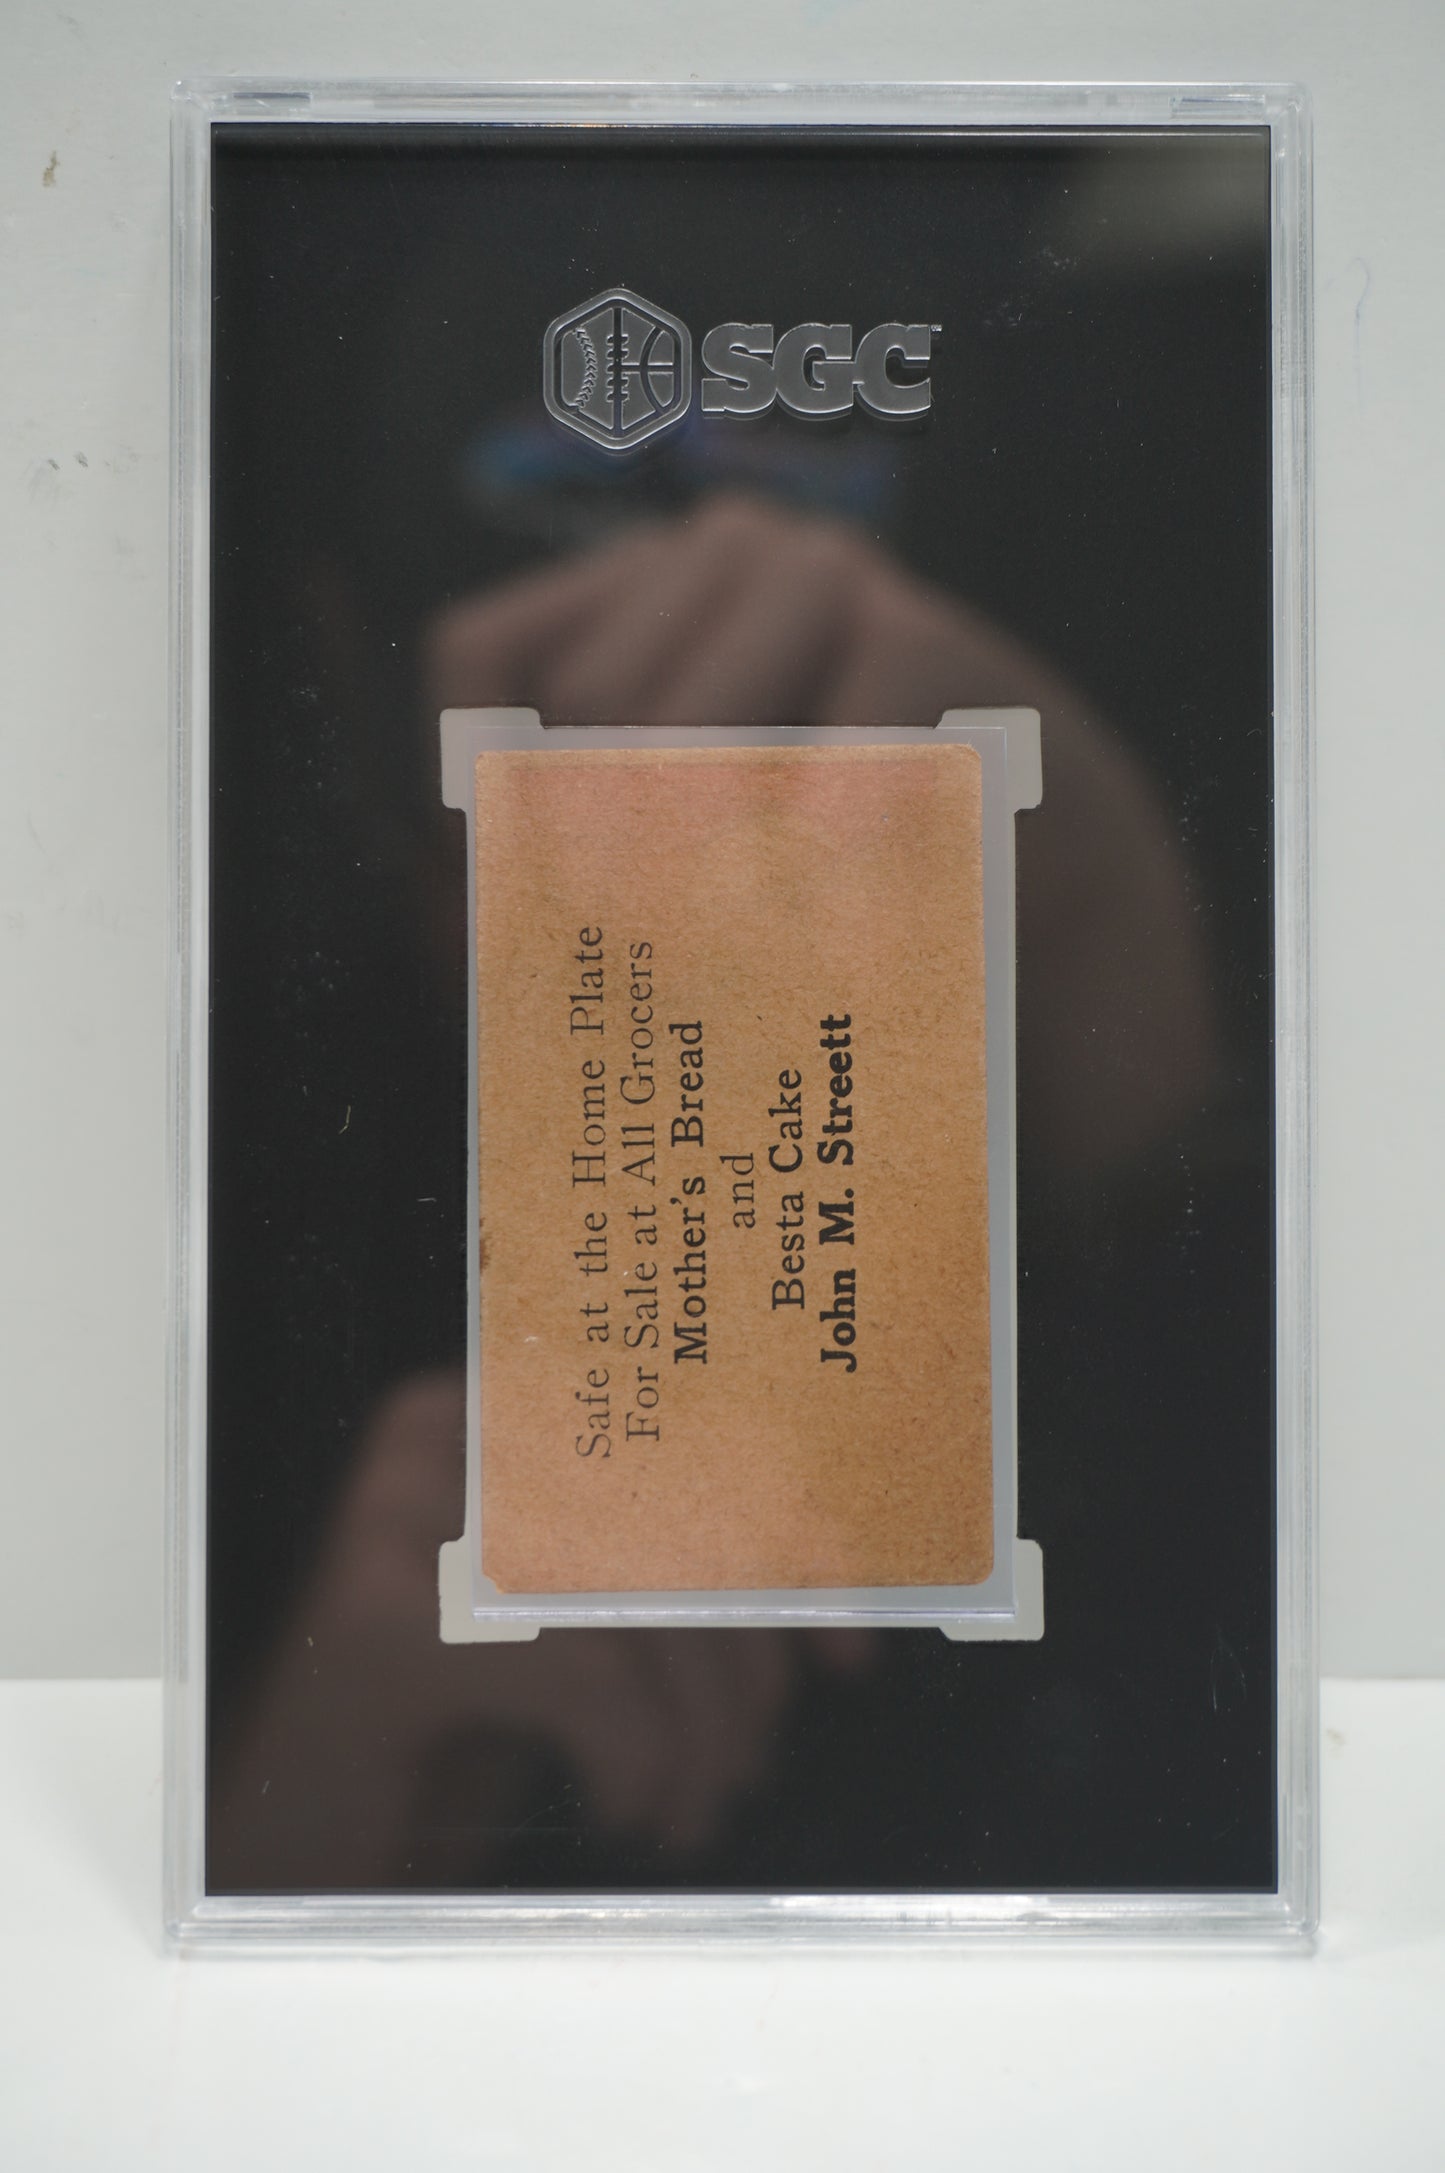 SGC
Safe at the Home Plate
For Sale at All Grocers
Mother's Bread
and
Besta Cake
John M. Streett